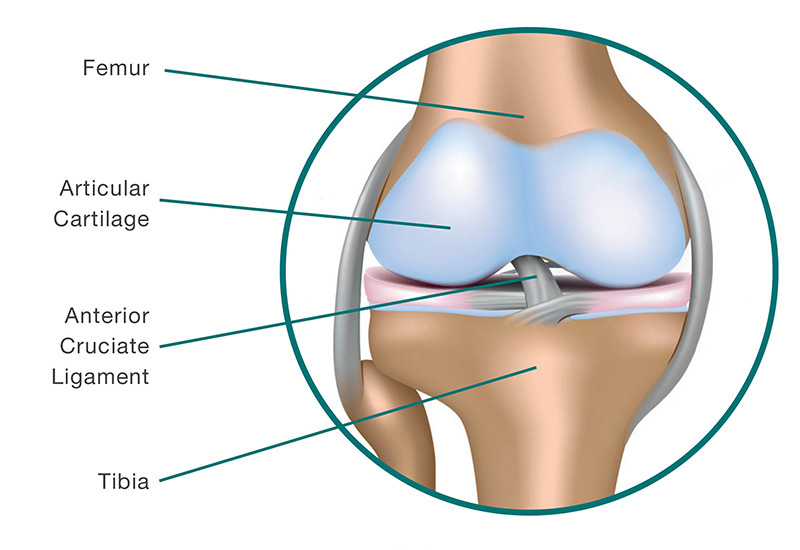 Femur
Articular
Cartilage
Anterior
Cruciate
Ligament
Tibia